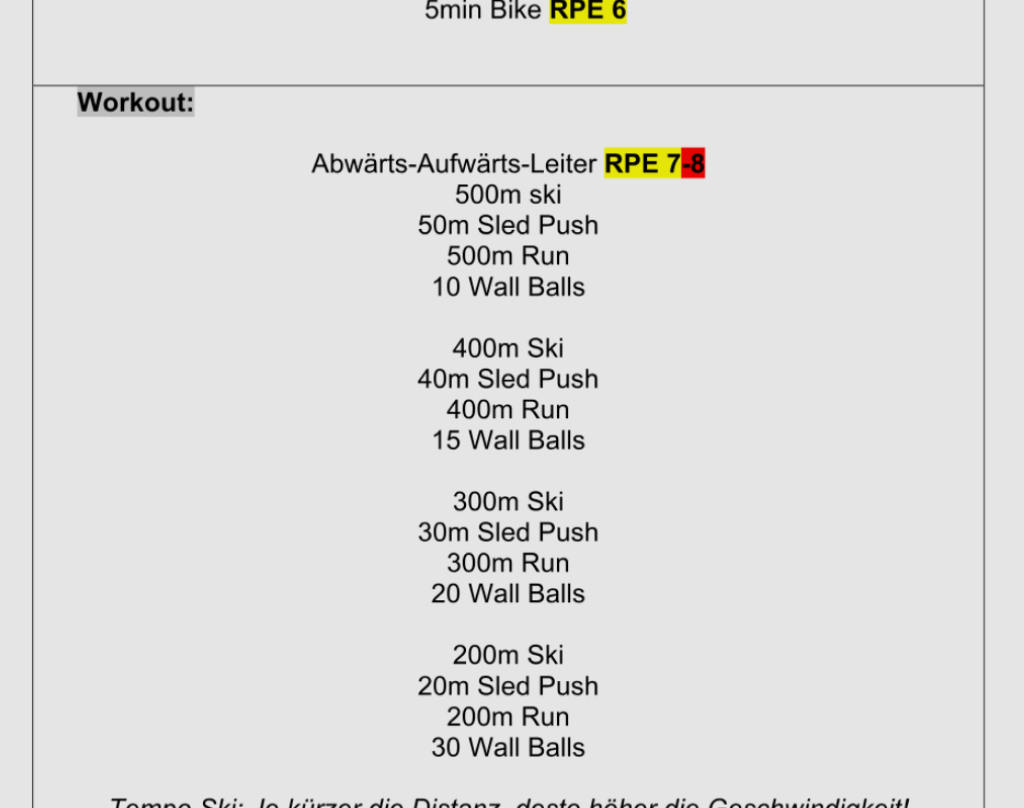 5min Bike RPE 6
Workout:
Abwärts-Aufwärts-Leiter RPE 7-8
500m ski
50m Sled Push
500m Run
10 Wall Balls
400m Ski
40m Sled Push
400m Run
15 Wall Balls
300m Ski
30m Sled Push
300m Run
20 Wall Balls
200m Ski
20m Sled Push
200m Run
30 Wall Balls
Tempo Ski: Je kürzer die Distanz, desto höher die Geschwindigkeit!